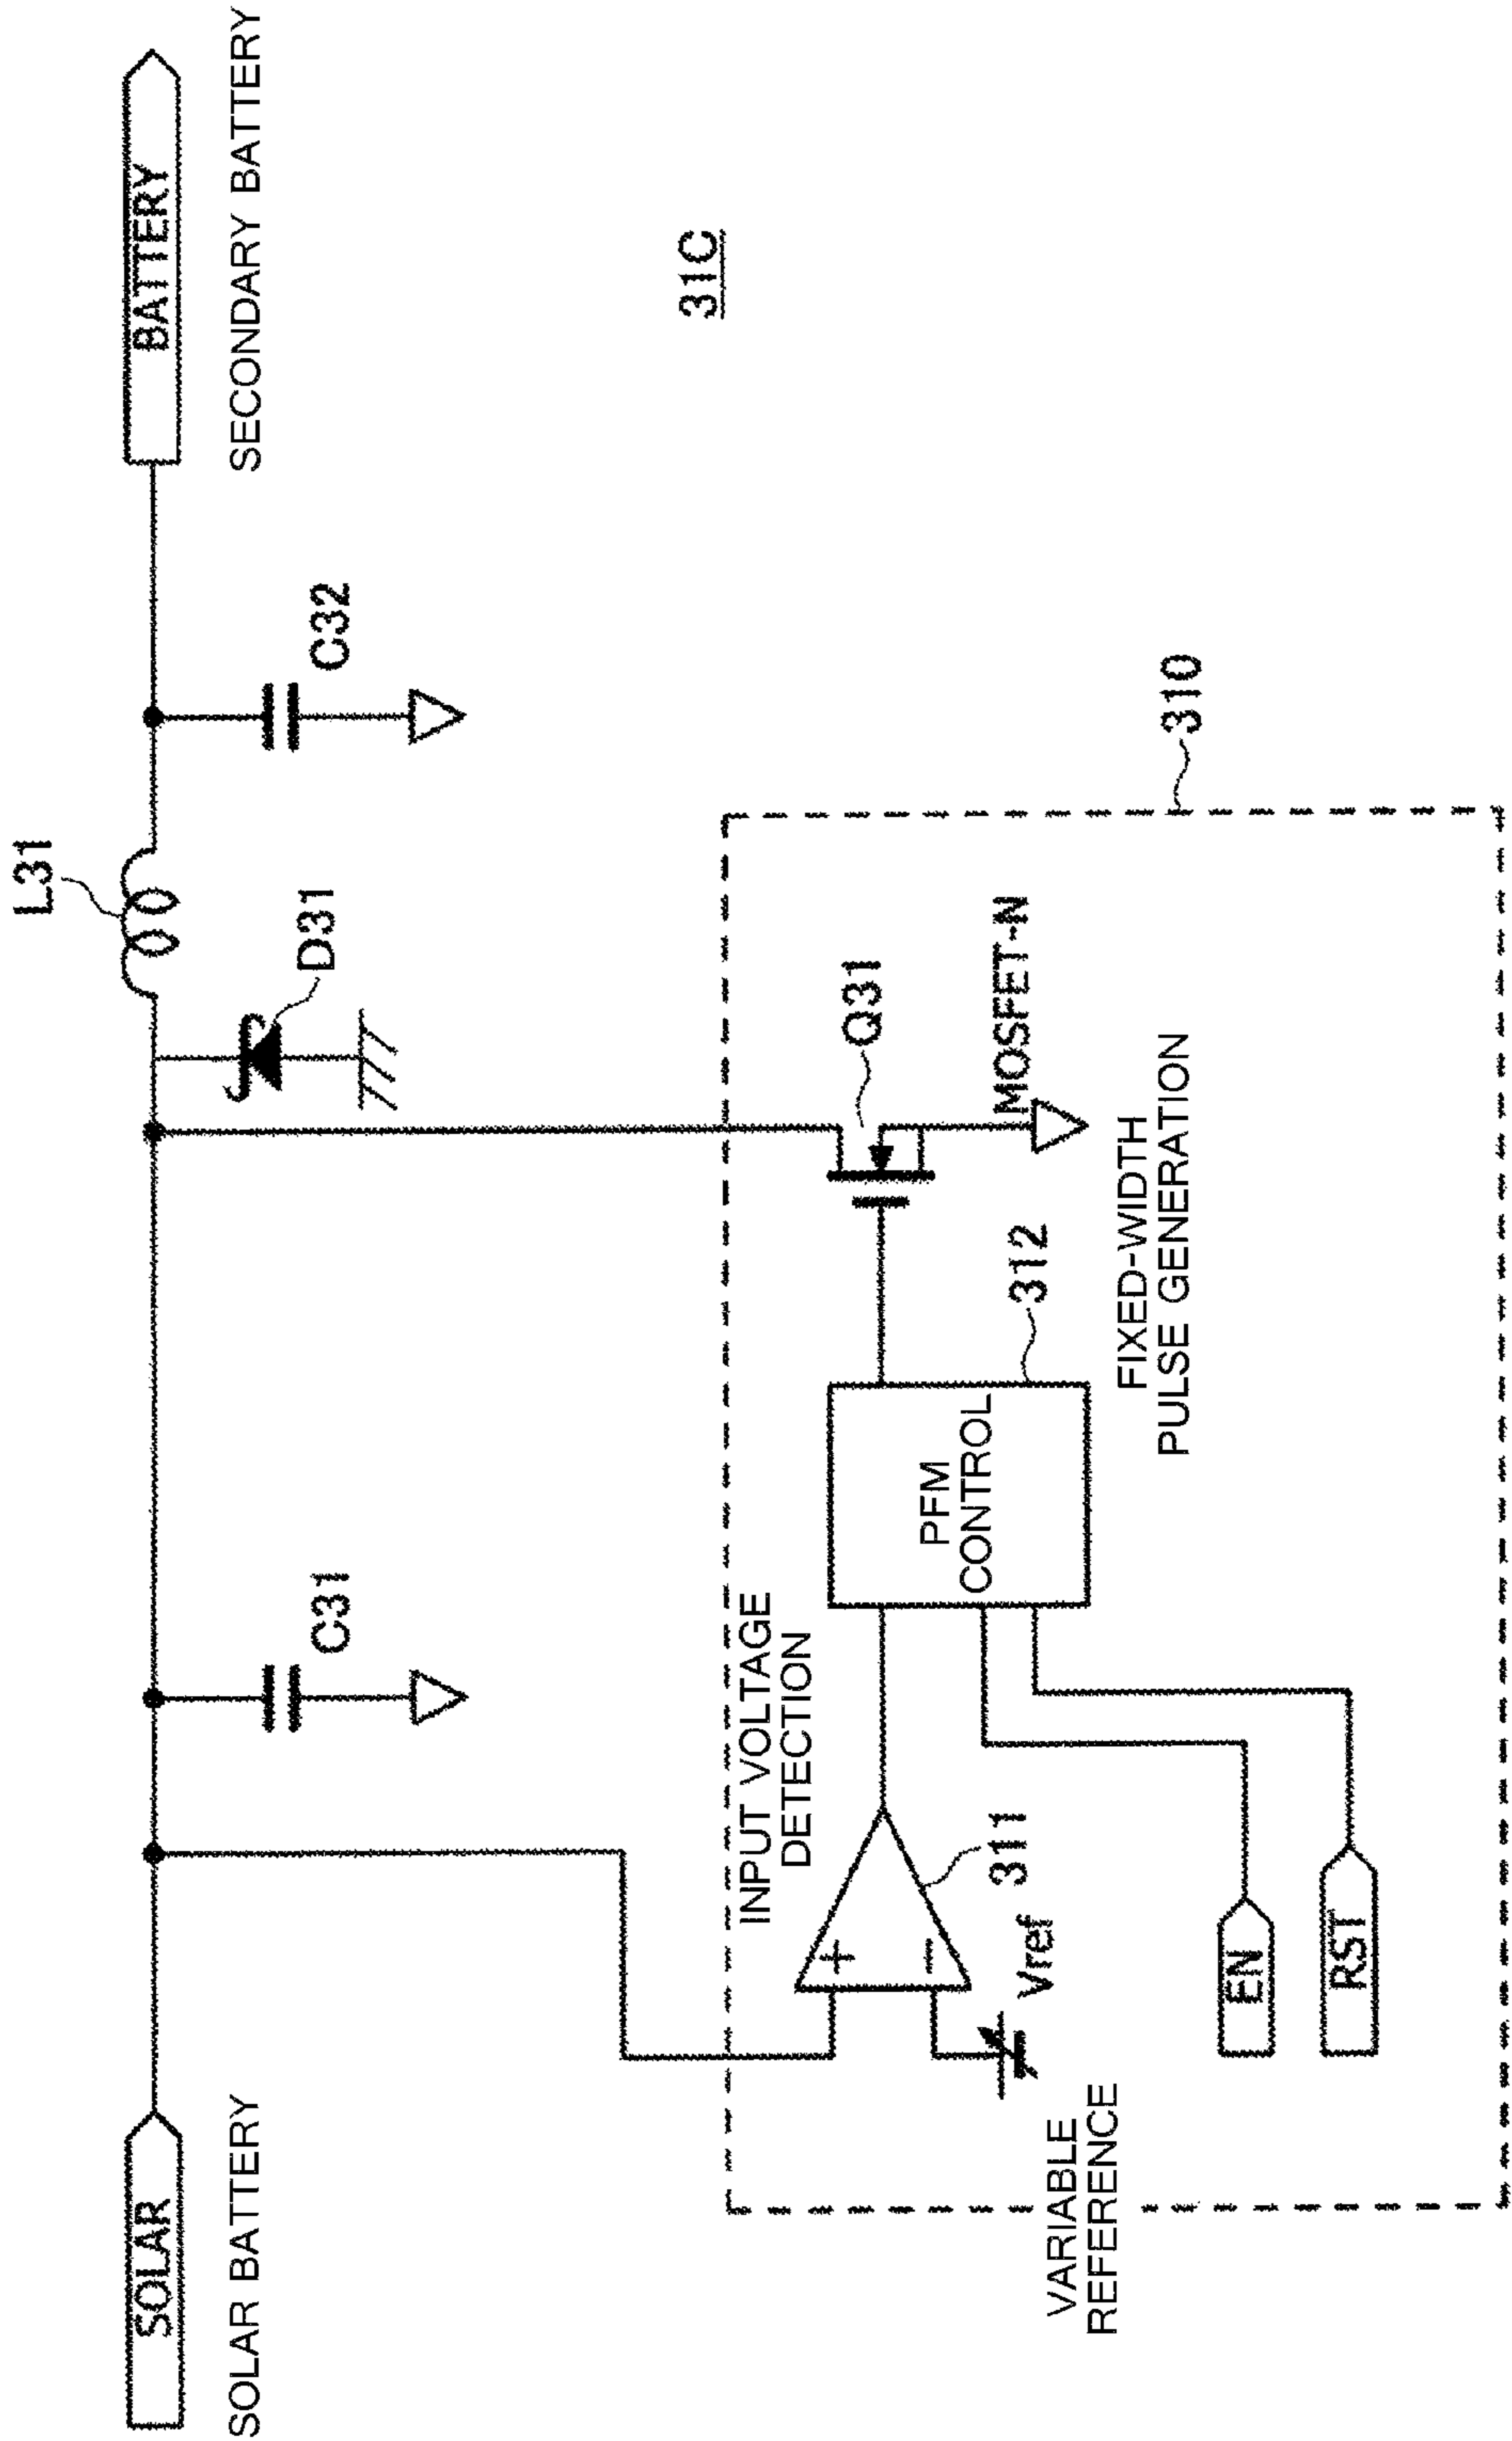 SOLAR
SOLAR BATTERY
C31
L31
D31
C32
BATTERY
SECONDARY BATTERY
31C
310
INPUT VOLTAGE
DETECTION
+
−
311
Vref
VARIABLE
REFERENCE
PFM
CONTROL
312
Q31
MOSFET-N
FIXED-WIDTH
PULSE GENERATION
EN
RST